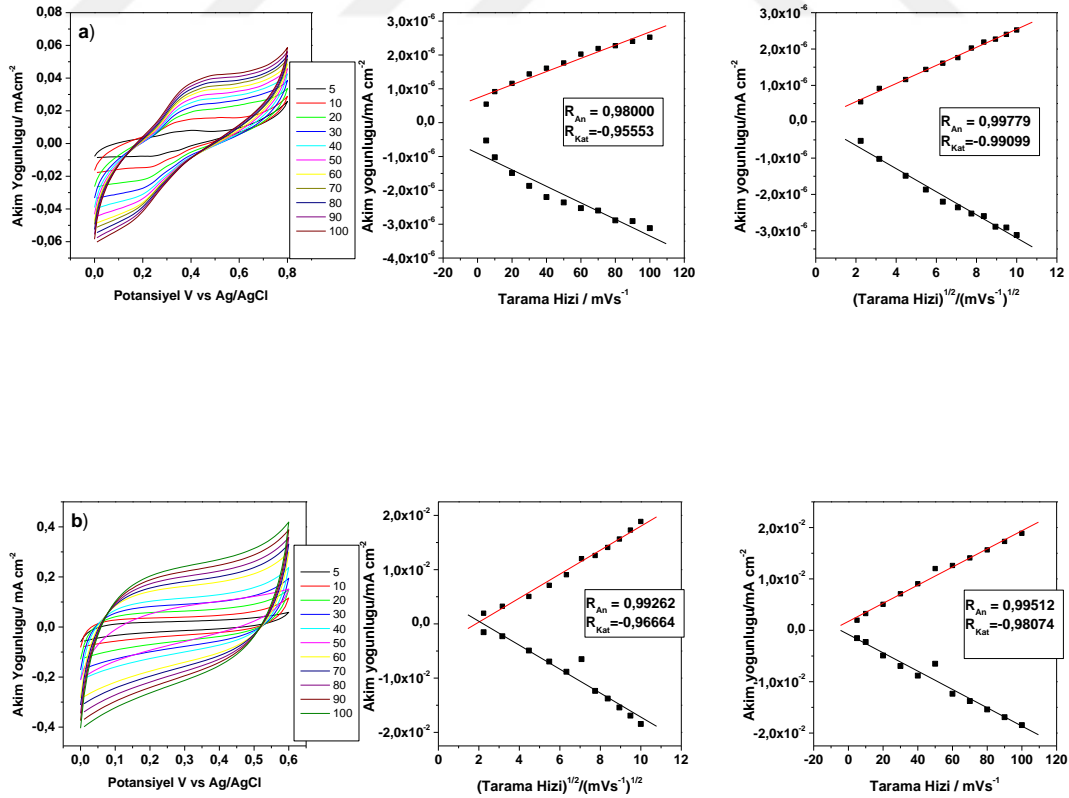 a)
Akim Yogunlugu/ mAcm-2
0,06
0,04
0,02
0,00
-0,02
-0,04
-0,06
0,0 0,2 0,4 0,6 0,8
Potansiyel V vs Ag/AgCl
5
10
20
30
40
50
60
70
80
90
100
Akim yogunlugu/mA cm-2
3,0x10-6
2,0x10-6
1,0x10-6
0,0
-1,0x10-6
-2,0x10-6
-3,0x10-6
-4,0x10-6
RAn = 0,98000
RKat=-0,95553
-20 0 20 40 60 80 100 120
Tarama Hizi / mVs-1
Akim yogunlugu/mA cm-2
3,0x10-6
2,0x10-6
1,0x10-6
0,0
-1,0x10-6
-2,0x10-6
-3,0x10-6
RAn = 0,99779
RKat=-0.99099
0 2 4 6 8 10 12
(Tarama Hizi)1/2/(mVs-1)1/2
b)
Akim Yogunlugu/ mA cm-2
0,4
0,2
0,0
-0,2
-0,4
0,0 0,1 0,2 0,3 0,4 0,5 0,6
Potansiyel V vs Ag/AgCl
5
10
20
30
40
50
60
70
80
90
100
Akim yogunlugu/mA cm-2
2,0x10-2
1,0x10-2
0,0
-1,0x10-2
-2,0x10-2
RAn = 0,99262
RKat=-0,96664
0 2 4 6 8 10 12
(Tarama Hizi)1/2/(mVs-1)1/2
Akim yogunlugu/mA cm-2
2,0x10-2
1,0x10-2
0,0
-1,0x10-2
-2,0x10-2
RAn = 0,99512
RKat=-0,98074
-20 0 20 40 60 80 100 120
Tarama Hizi / mVs-1